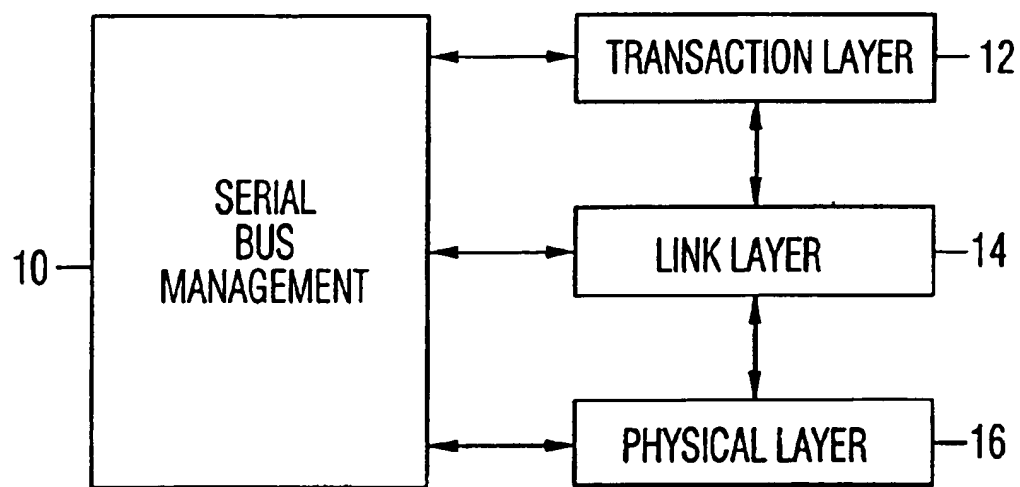 TRANSACTION LAYER 12
SERIAL
BUS
MANAGEMENT
10
LINK LAYER 14
PHYSICAL LAYER 16